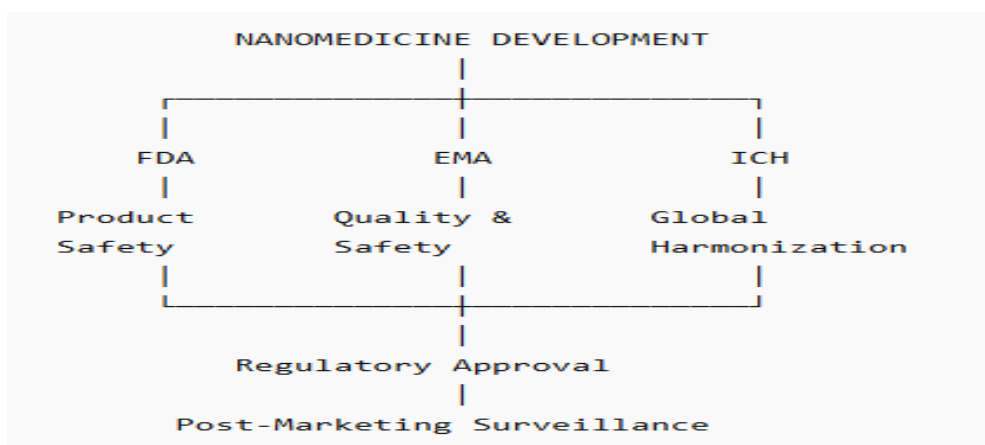 NANOMEDICINE DEVELOPMENT
FDA EMA ICH
Product Quality & Global
Safety Safety Harmonization
Regulatory Approval
Post-Marketing Surveillance